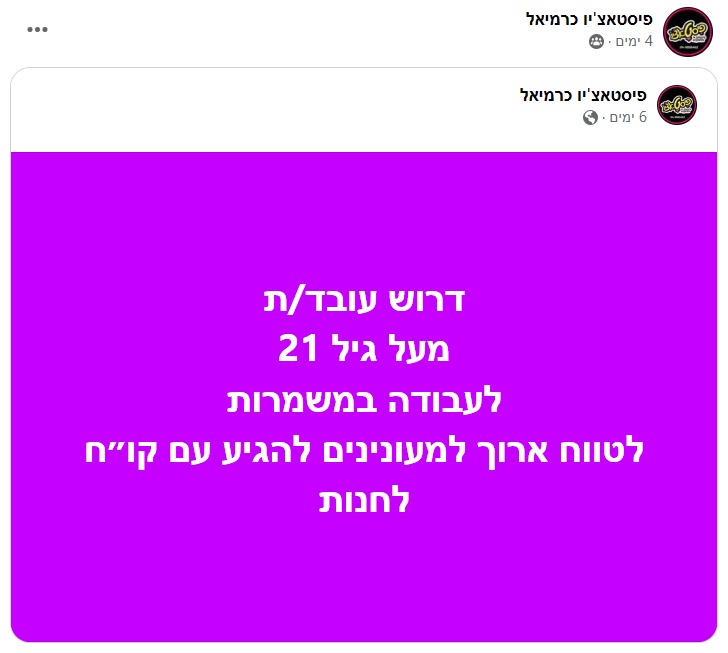 פיסטאצ'יו כרמיאל
4 ימים ·
פיסטאצ'יו כרמיאל
6 ימים ·
דרוש עובד/ת
מעל גיל 21
לעבודה במשמרות
לטווח ארוך למעונינים להגיע עם קו״ח
לחנות